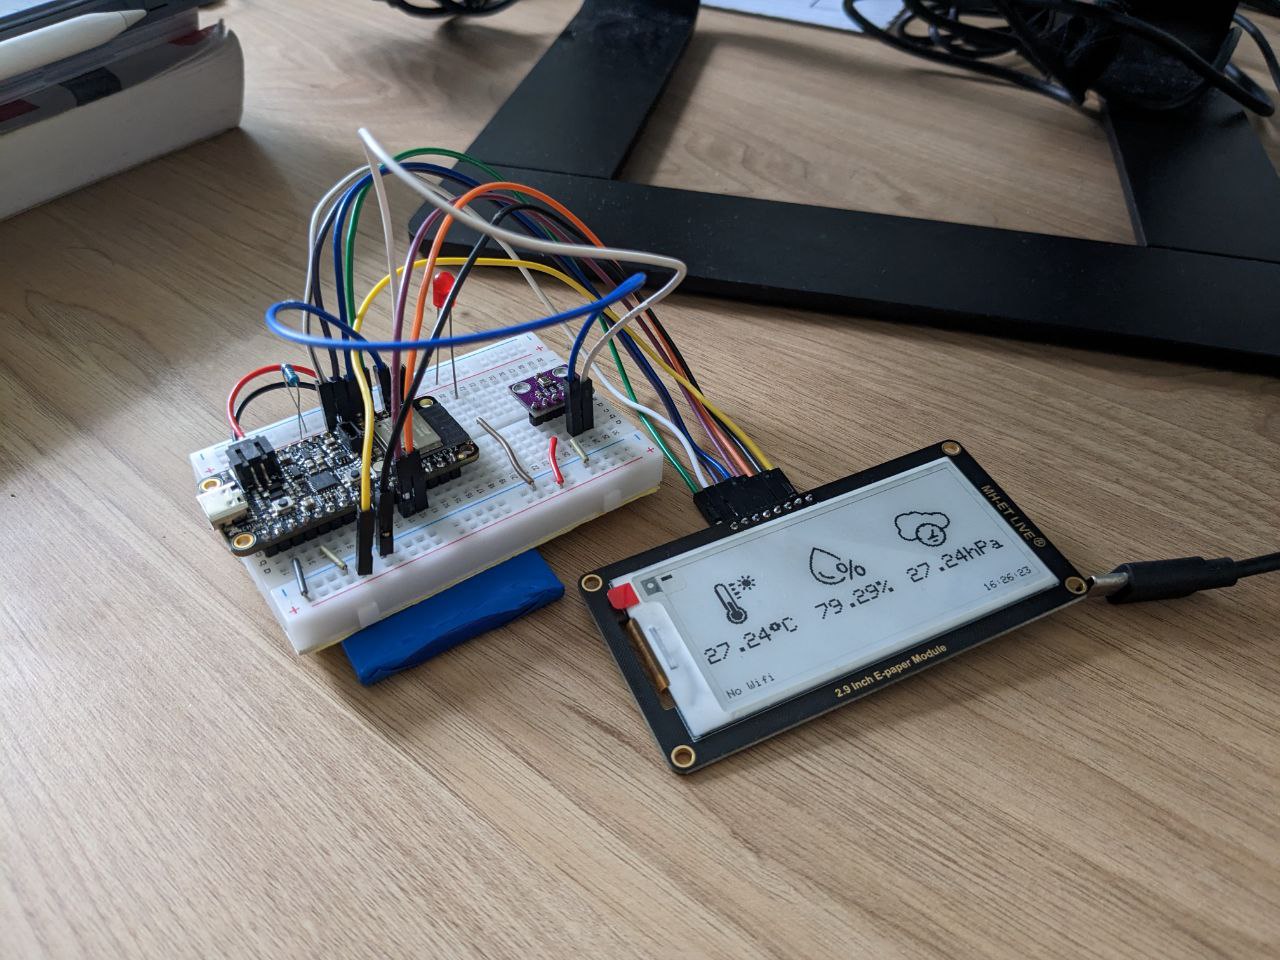 MH-ET LIVE®
27.24°C
79.29%
27.24hPa
16:26:23
No Wifi
2.9 Inch E-paper Module